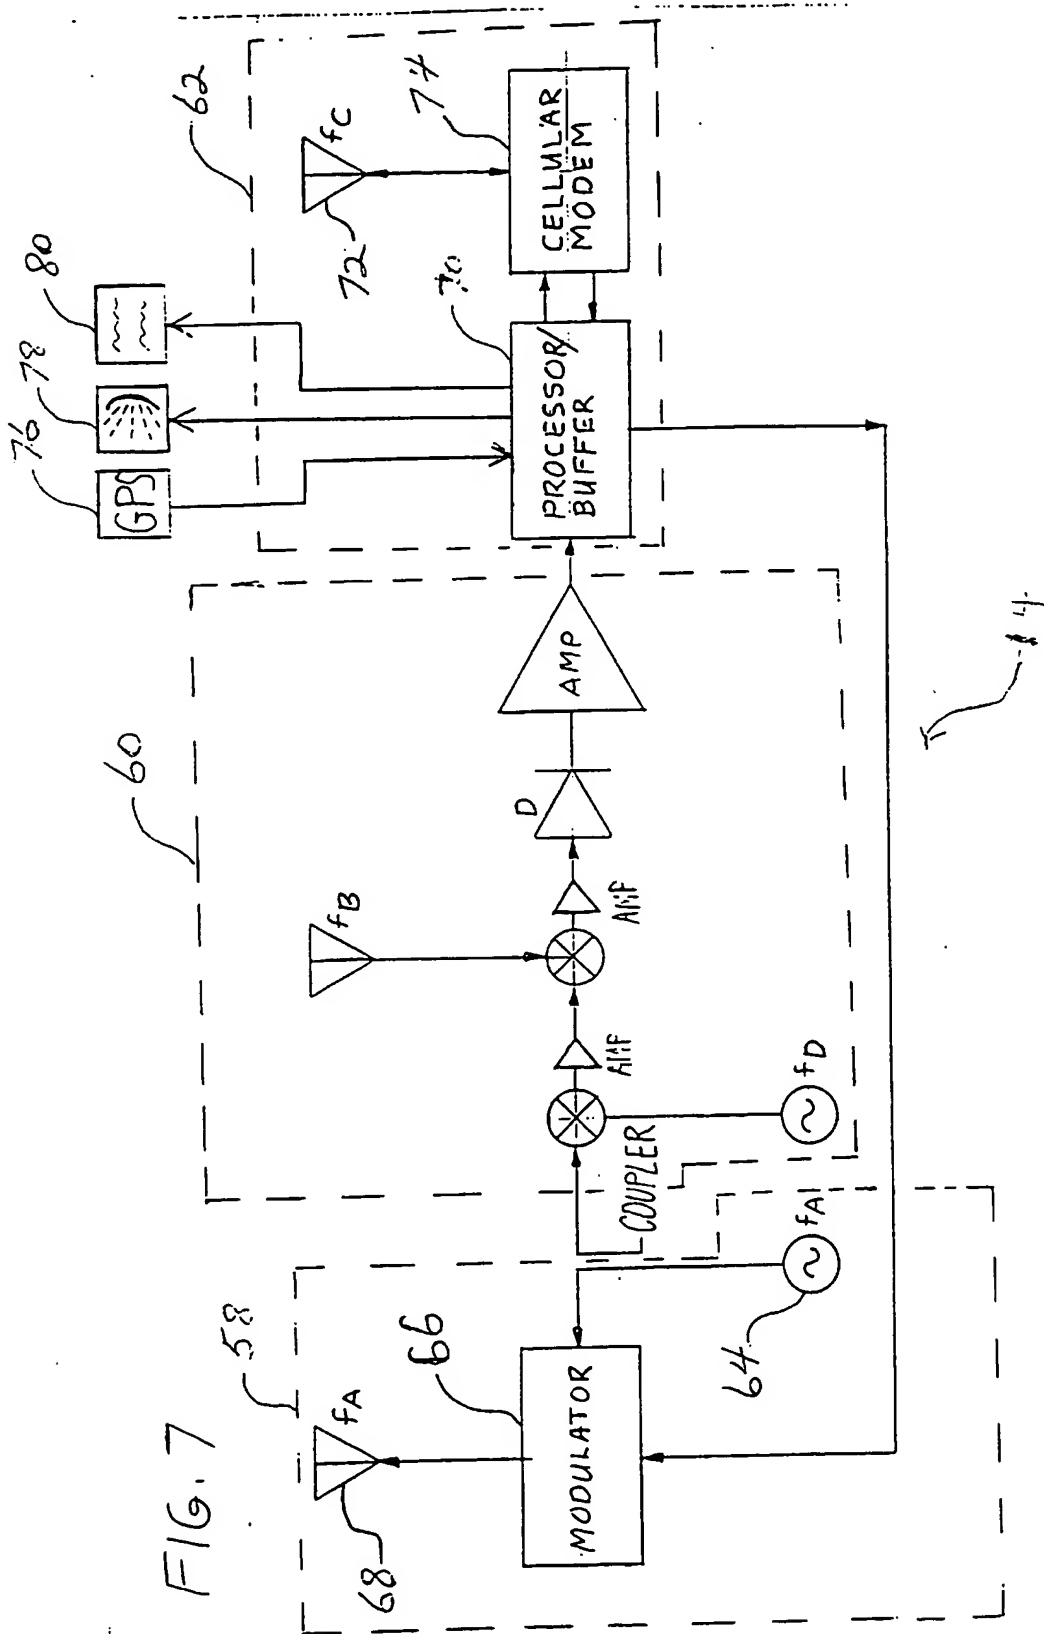 FIG. 7
58
68
fA
66
MODULATOR
64
fA
60
COUPLER
fD
AMP
fB
AMP
D
AMP
62
76
GPS
78
80
72
fC
70
PROCESSOR/
BUFFER
74
CELLULAR
MODEM